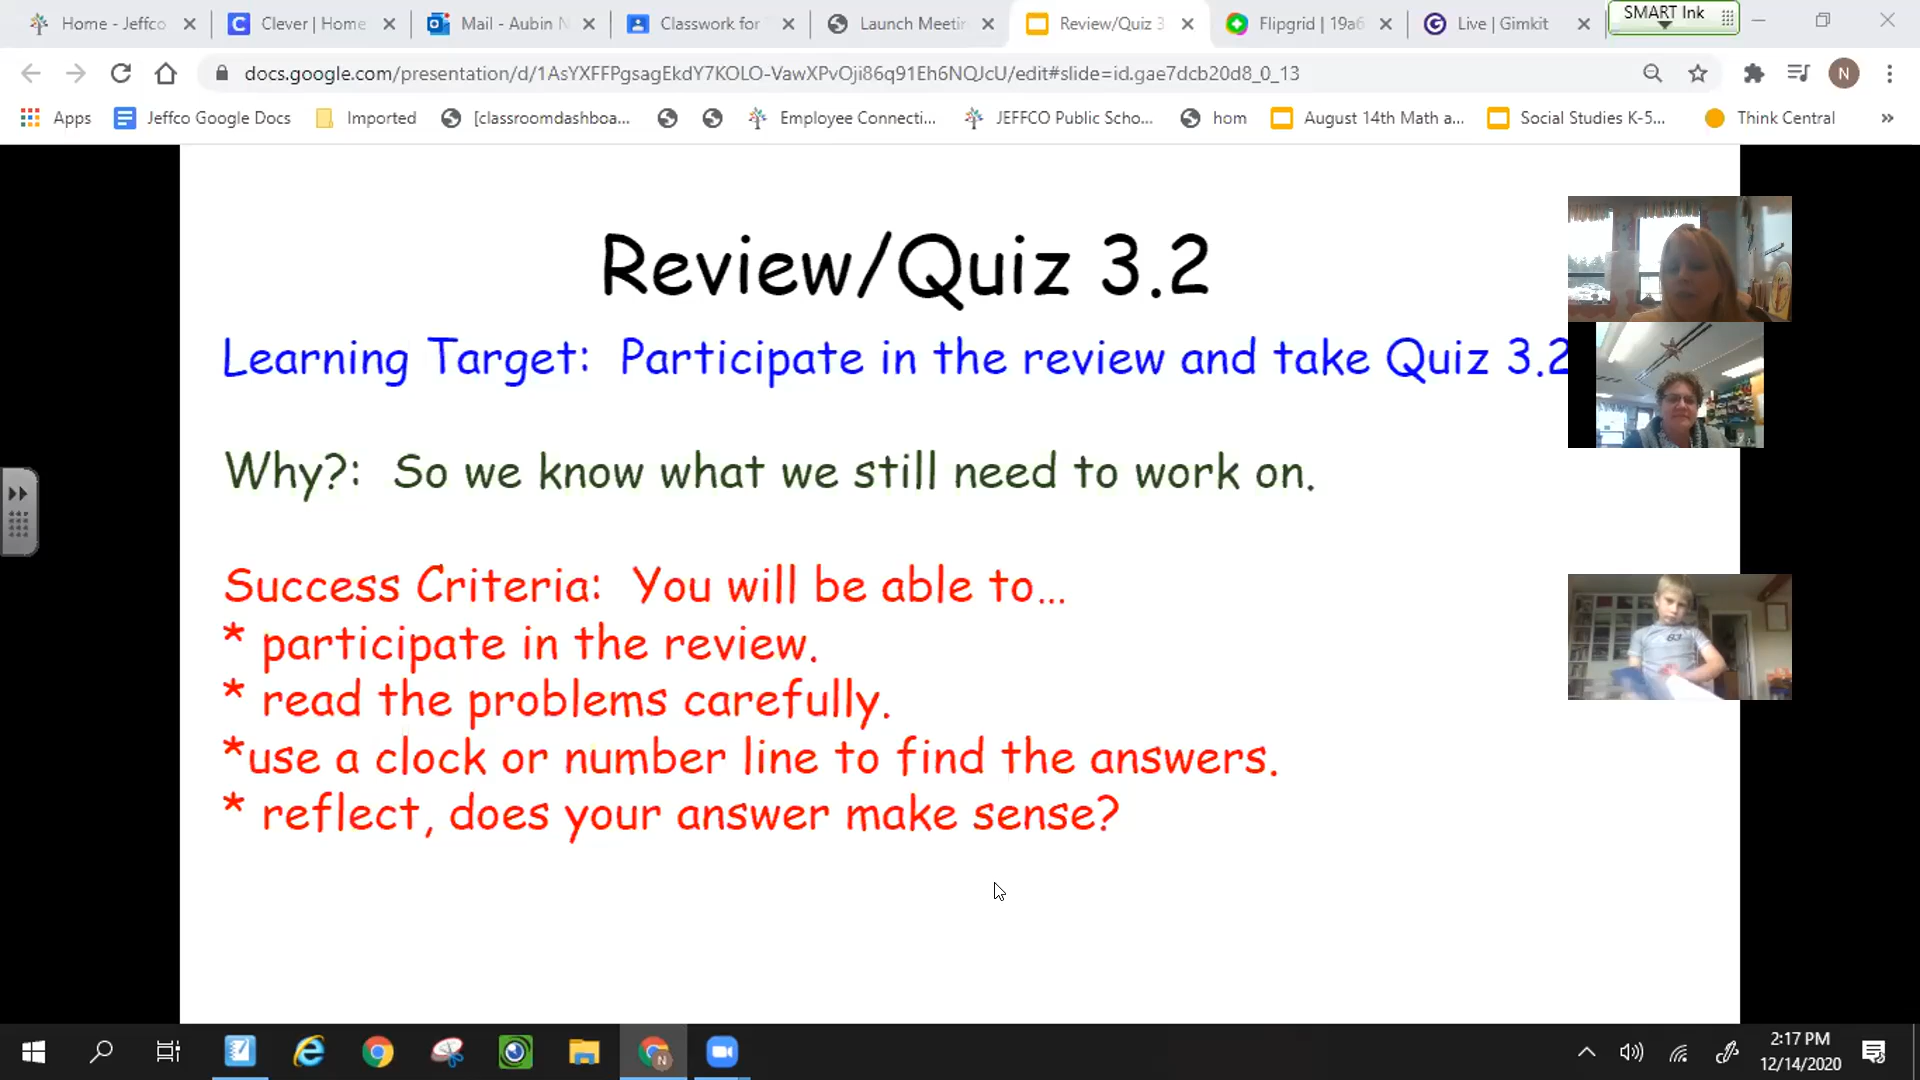 Home - Jeffco
Clever | Home
Mail - Aubin N
Classwork for
Launch Meetin
Review/Quiz 3
Flipgrid | 19a6
Live | Gimkit
SMART Ink
docs.google.com/presentation/d/1AsYXFFPgsagEkdY7KOLO-VawXPvOji86q91Eh6NQJcU/edit#slide=id.gae7dcb20d8_0_13
N
Apps
Jeffco Google Docs
Imported
[classroomdashboa...
Employee Connecti...
JEFFCO Public Scho...
hom
August 14th Math a...
Social Studies K-5...
Think Central
»
Review/Quiz 3.2
Learning Target: Participate in the review and take Quiz 3.2
Why?: So we know what we still need to work on.
Success Criteria: You will be able to...
* participate in the review.
* read the problems carefully.
*use a clock or number line to find the answers.
* reflect, does your answer make sense?
63
2:17 PM
12/14/2020